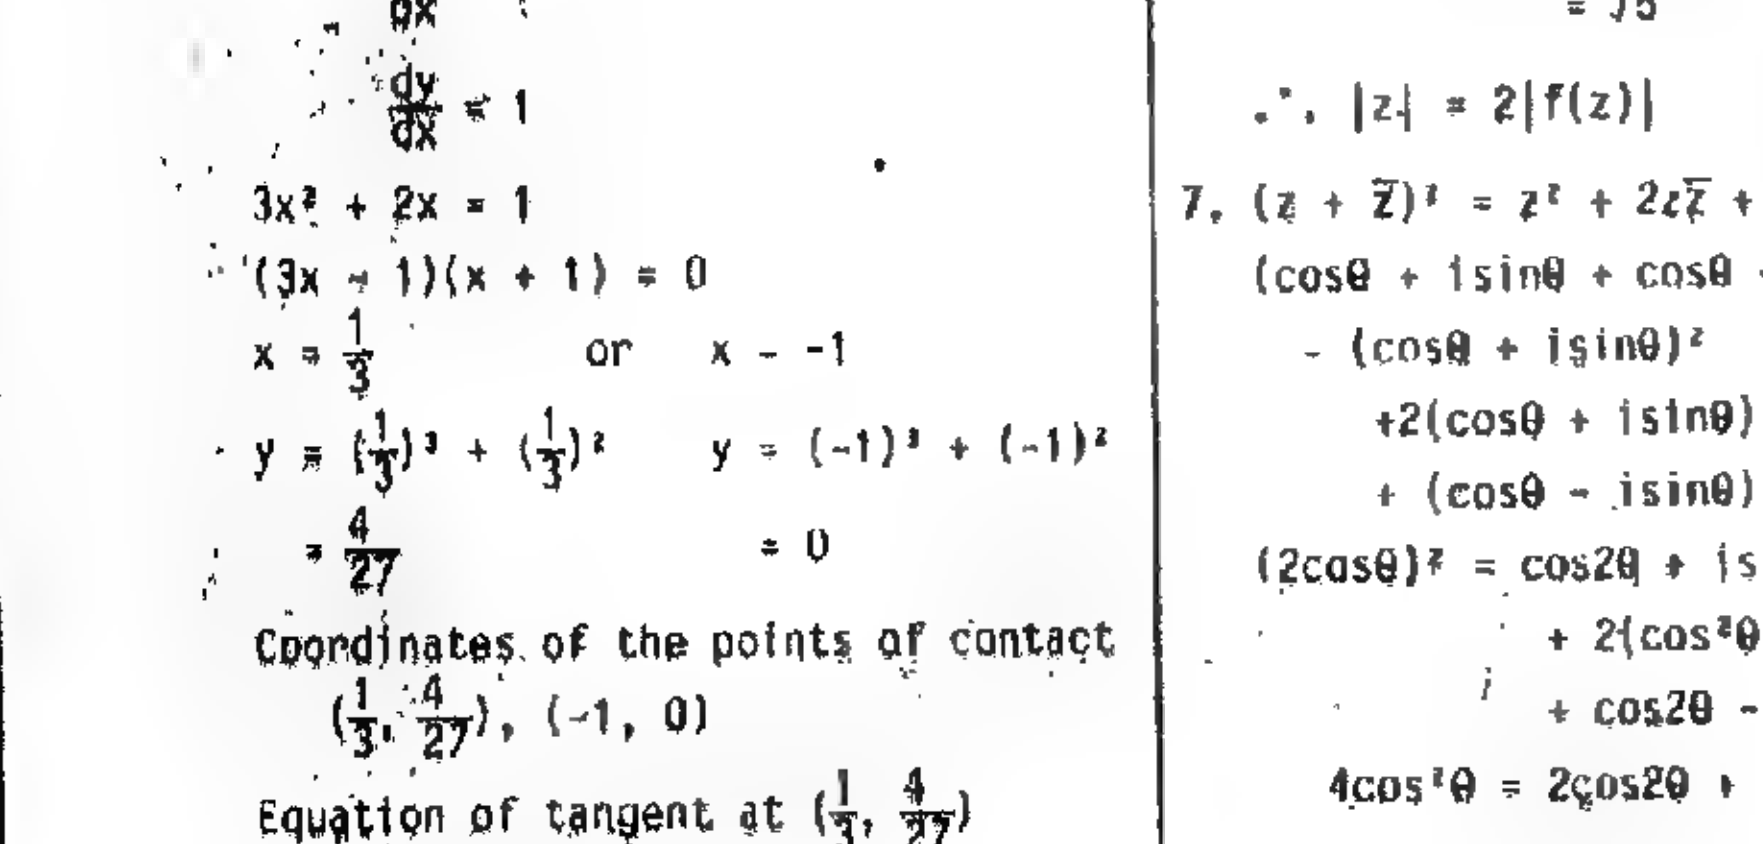 dx
dy/dx = 1
3x² + 2x = 1
(3x - 1)(x + 1) = 0
x = 1/3 or x = -1
y = (1/3)³ + (1/3)² y = (-1)³ + (-1)²
= 4/27 = 0
Coordinates of the points of contact
(1/3, 4/27), (-1, 0)
Equation of tangent at (1/3, 4/27)
= √5
∴ |z| = 2|f(z)|
7. (z + z̅)² = z² + 2zz̅ +
(cosθ + isinθ + cosθ -
= (cosθ + isinθ)²
+2(cosθ + isinθ)
+ (cosθ - isinθ)
(2cosθ)² = cos2θ + is
+ 2(cos²θ
+ cos2θ -
4cos²θ = 2cos2θ +